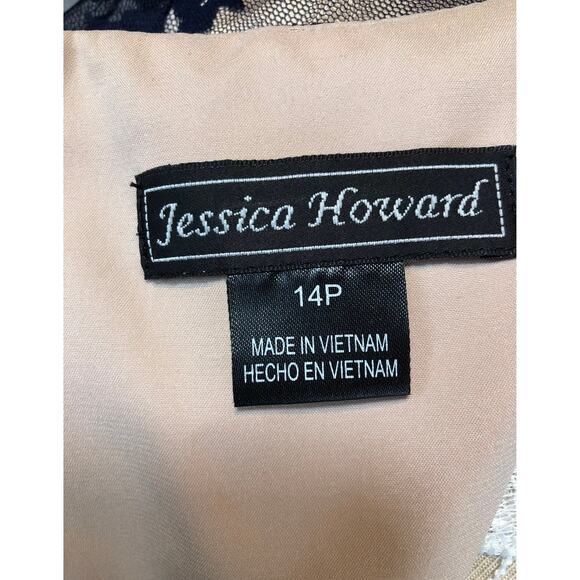 Jessica Howard
14P
MADE IN VIETNAM
HECHO EN VIETNAM